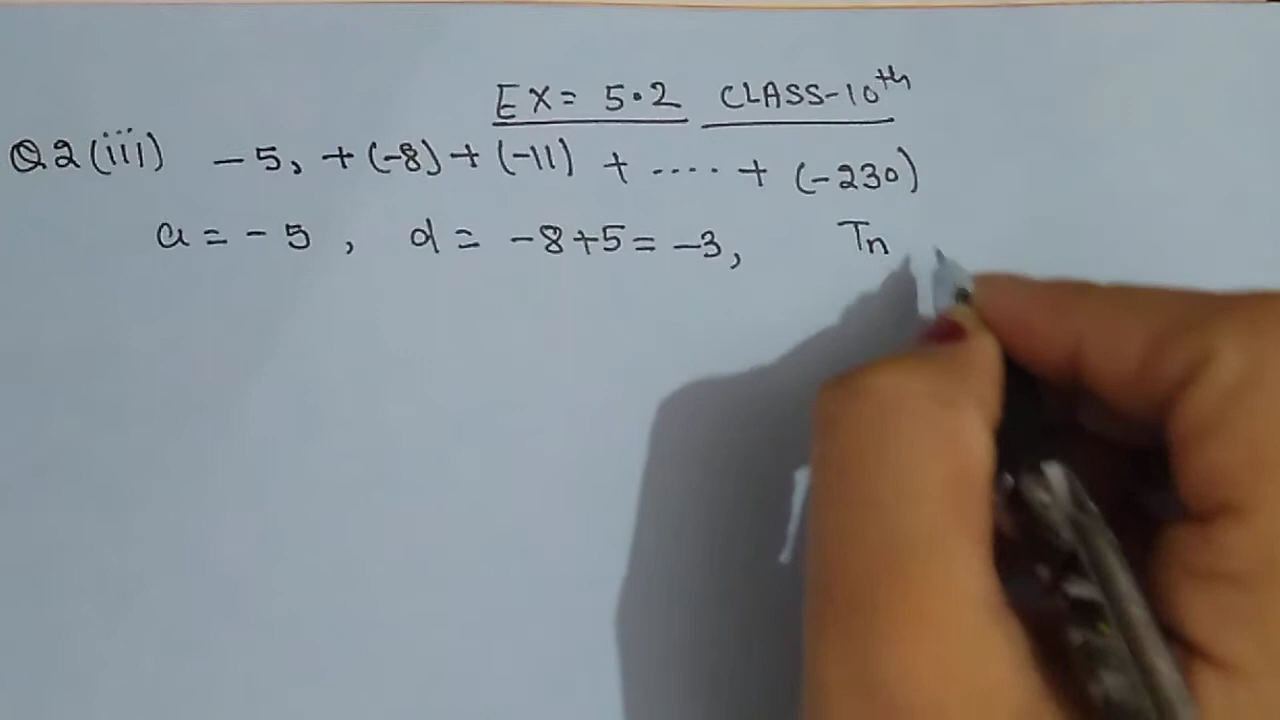 EX = 5.2 CLASS-10th
Q2(iii) -5, +(-8)+(-11) + .... + (-230)
a = -5, d = -8+5 = -3, Tn